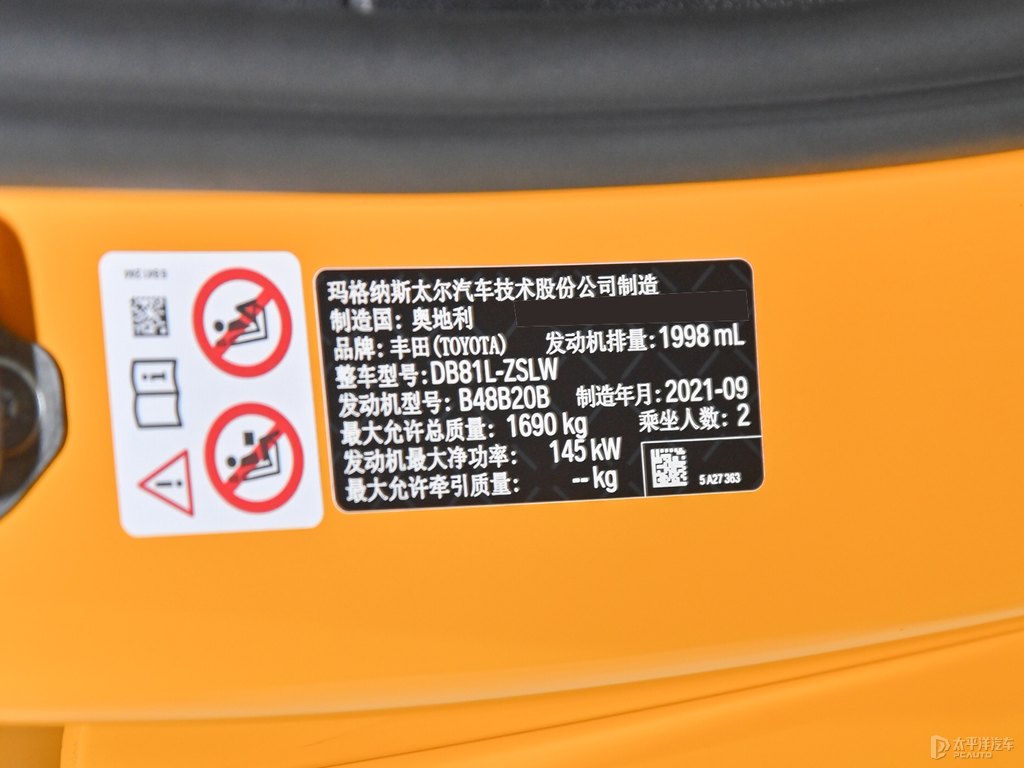 玛格纳斯太尔汽车技术股份公司制造
制造国：奥地利
品牌：丰田(TOYOTA) 发动机排量：1998 mL
整车型号：DB81L-ZSLW
发动机型号：B48B20B 制造年月：2021-09
最大允许总质量：1690 kg 乘坐人数：2
发动机最大净功率：145 kW
最大允许牵引质量：-- kg
5A27363
太平洋汽车
PCAUTO